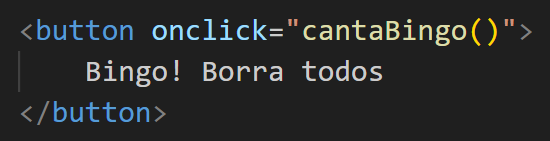 <button onclick="cantaBingo()">
    Bingo! Borra todos
</button>